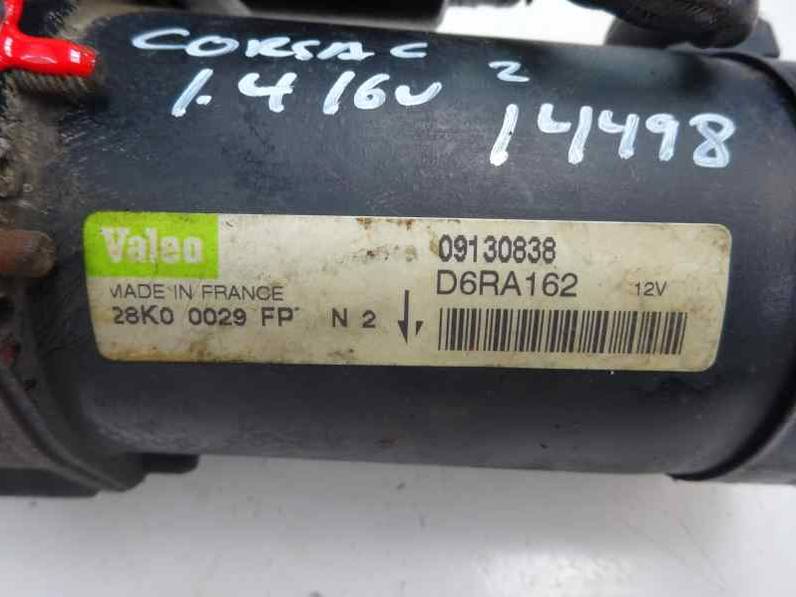 CORSA C
1.4 16V 2 14498
Valeo
09130838
MADE IN FRANCE
D6RA162 12V
28K0 0029 FP N 2